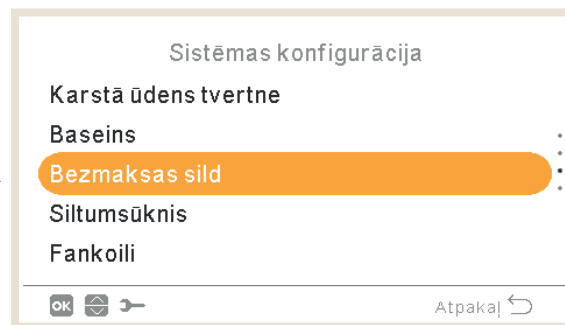 Sistēmas konfigurācija
Karstā ūdens tvertne
Baseins
Bezmaksas sild
Siltumsūknis
Fankoili
OK Atpakaļ